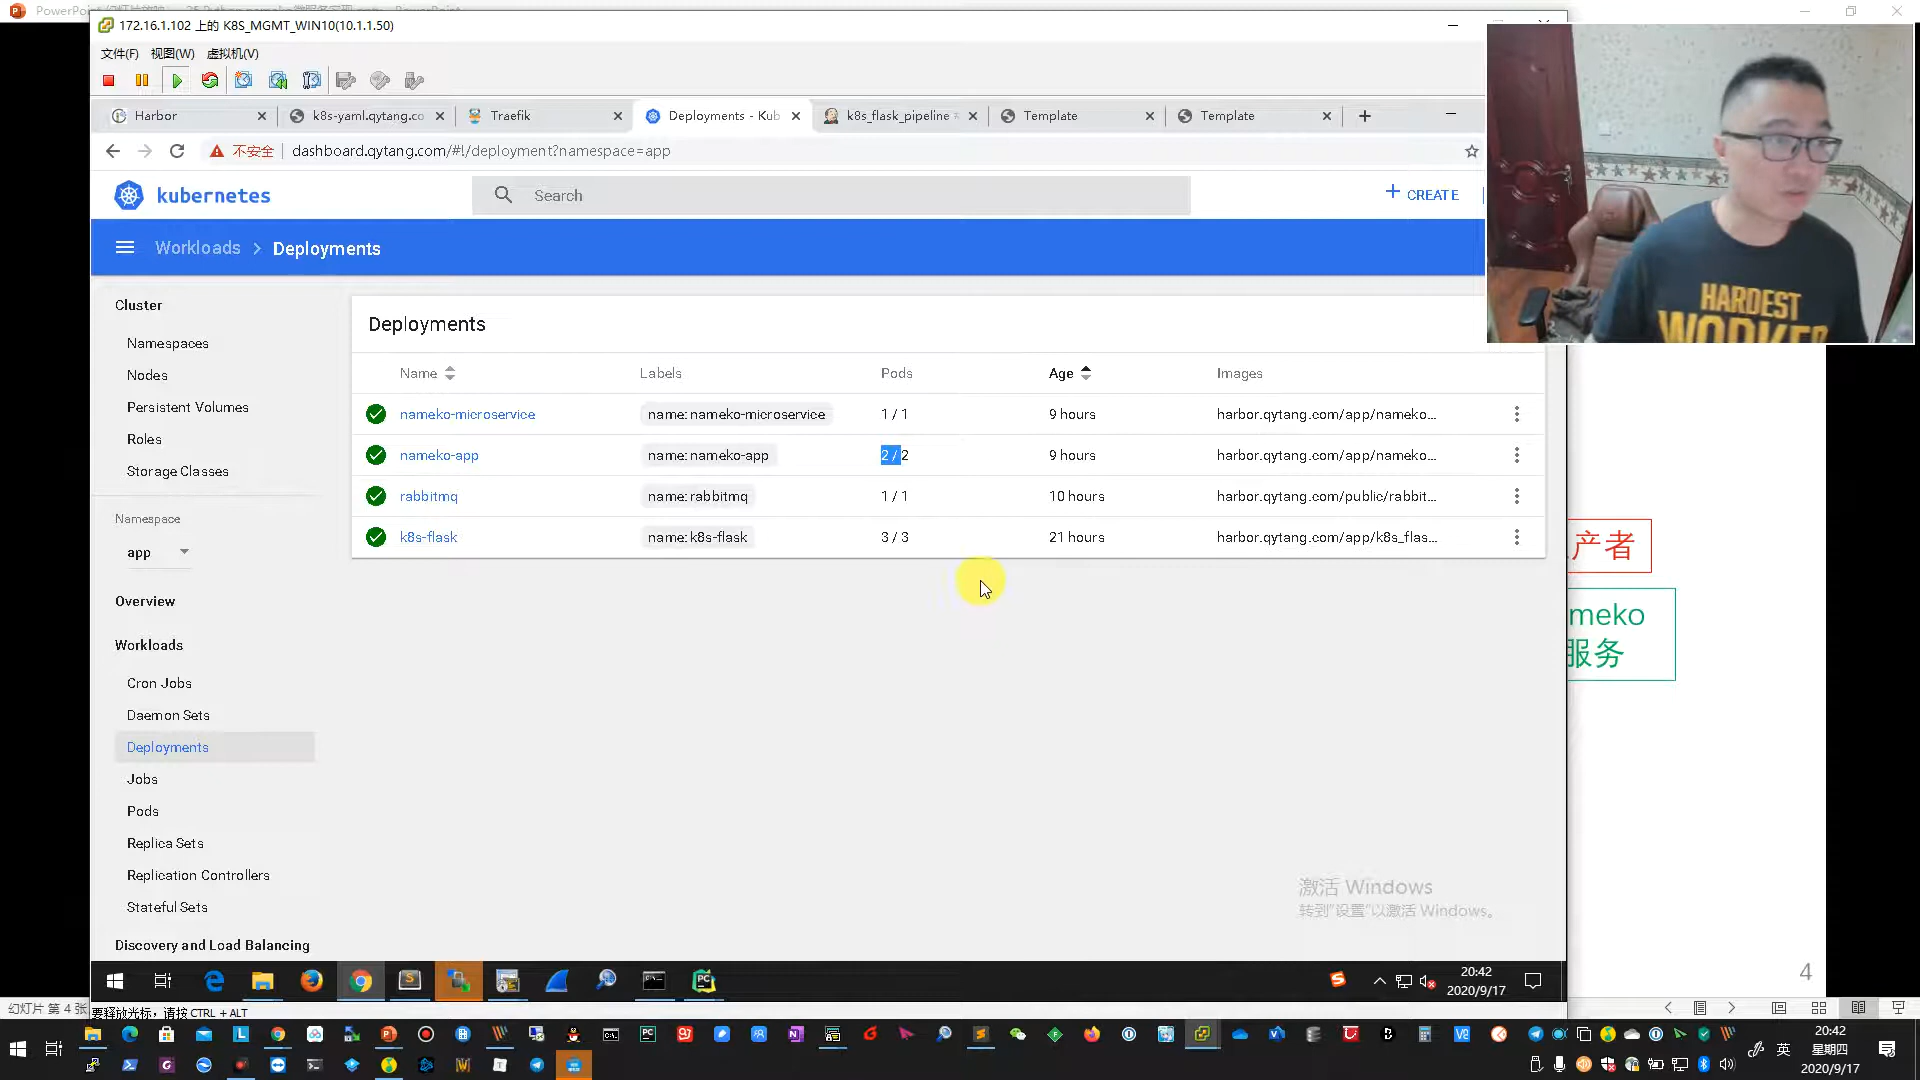 172.16.1.102 上的 K8S_MGMT_WIN10(10.1.1.50)
文件(F) 视图(W) 虚拟机(V)
Harbor
k8s-yaml.qytang.co
Traefik
Deployments - Kub
k8s_flask_pipeline
Template
Template
不安全
dashboard.qytang.com/#!/deployment?namespace=app
kubernetes
Search
CREATE
Workloads > Deployments
Cluster
Namespaces
Nodes
Persistent Volumes
Roles
Storage Classes
Namespace
app
Overview
Workloads
Cron Jobs
Daemon Sets
Deployments
Jobs
Pods
Replica Sets
Replication Controllers
Stateful Sets
Discovery and Load Balancing
Deployments
Name Labels Pods Age Images
nameko-microservice name: nameko-microservice 1 / 1 9 hours harbor.qytang.com/app/nameko...
nameko-app name: nameko-app 2 / 2 9 hours harbor.qytang.com/app/nameko...
rabbitmq name: rabbitmq 1 / 1 10 hours harbor.qytang.com/public/rabbit...
k8s-flask name: k8s-flask 3 / 3 21 hours harbor.qytang.com/app/k8s_flas...
HARDEST
WORKER
产者
meko
服务
激活 Windows
转到"设置"以激活 Windows。
4
20:42
2020/9/17
幻灯片 第 4 张
要释放光标，请按 CTRL + ALT
英
20:42
星期四
2020/9/17